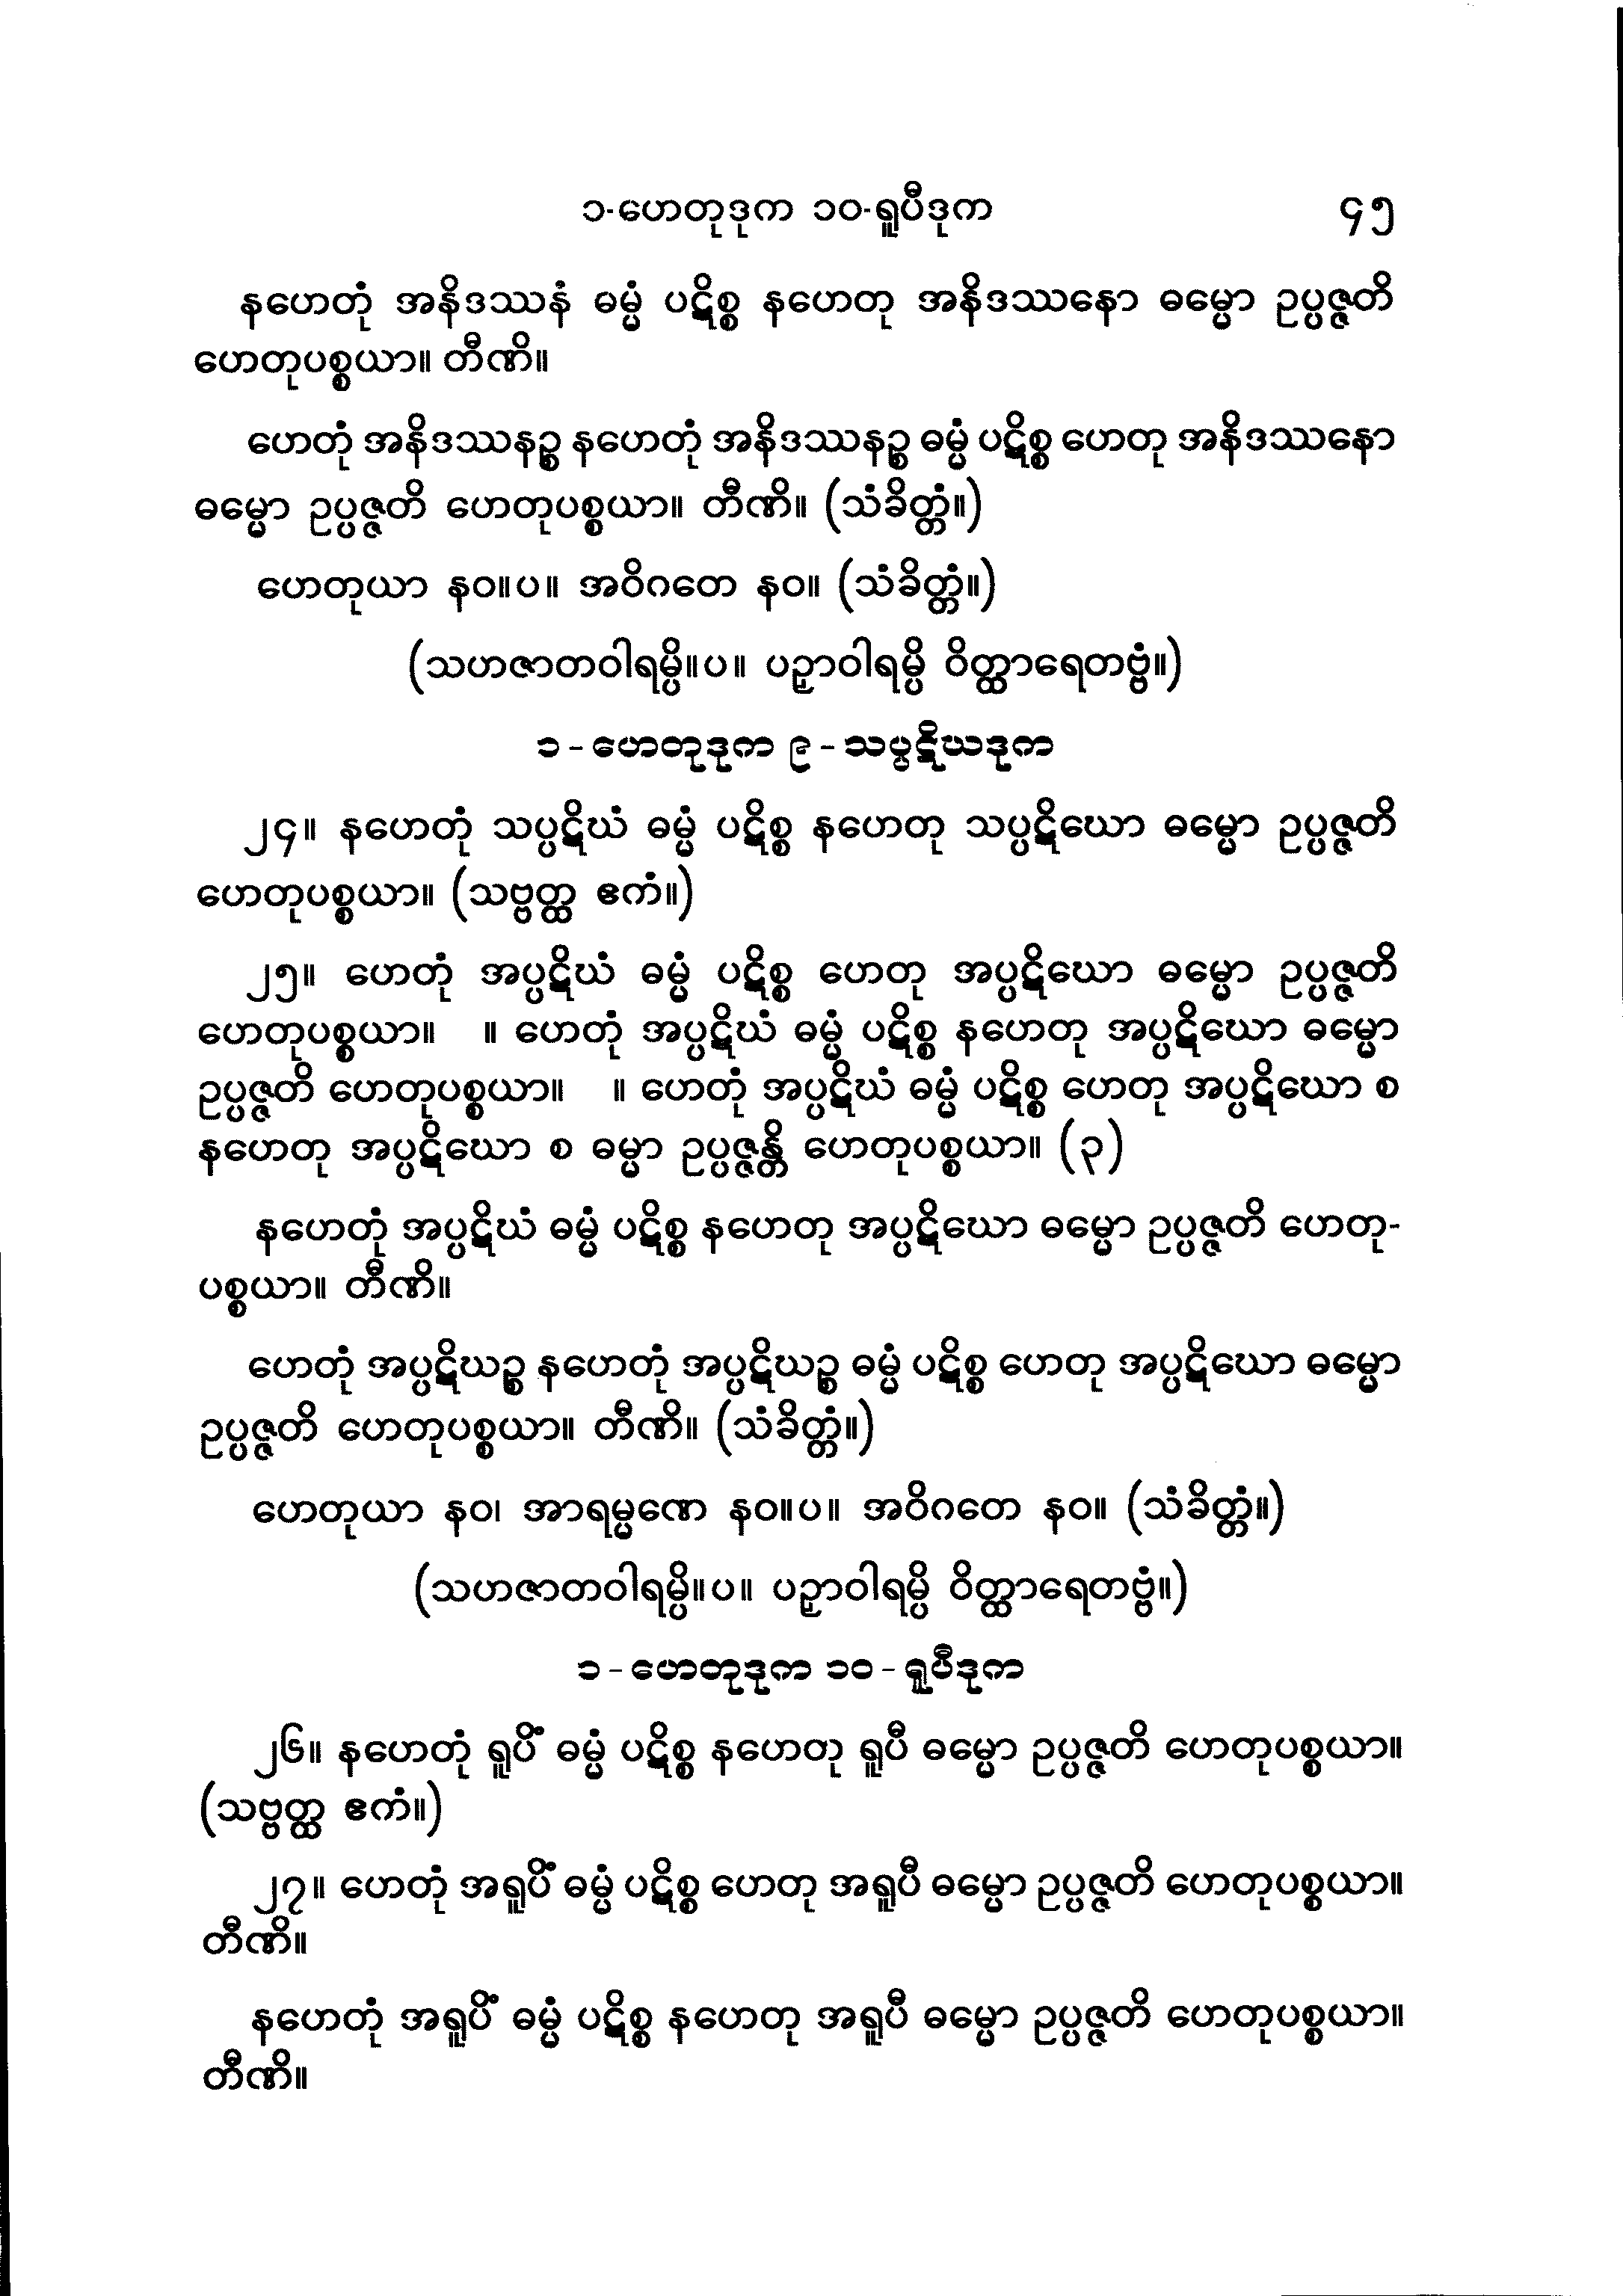 ၁-ဟေတုဒုက ၁၀-ရူပီဒုက ၄၅
နဟေတုံ အနိဒဿနံ ဓမ္မံ ပဋိစ္စ နဟေတု အနိဒဿနော ဓမ္မော ဥပ္ပဇ္ဇတိ
ဟေတုပစ္စယာ။ တီဏိ။
ဟေတုံ အနိဒဿနဉ္စ နဟေတုံ အနိဒဿနဉ္စ ဓမ္မံ ပဋိစ္စ ဟေတု အနိဒဿနော
ဓမ္မော ဥပ္ပဇ္ဇတိ ဟေတုပစ္စယာ။ တီဏိ။ (သံခိတ္တံ။)
ဟေတုယာ နဝ။ပ။ အဝိဂတေ နဝ။ (သံခိတ္တံ။)
(သဟဇာတဝါရမ္ပိ။ပ။ ပဉှာဝါရမ္ပိ ဝိတ္ထာရေတဗ္ဗံ။)
၁-ဟေတုဒုက ၉-သပ္ပဋိဃဒုက
၂၄။ နဟေတုံ သပ္ပဋိဃံ ဓမ္မံ ပဋိစ္စ နဟေတု သပ္ပဋိဃော ဓမ္မော ဥပ္ပဇ္ဇတိ
ဟေတုပစ္စယာ။ (သဗ္ဗတ္ထ ဧကံ။)
၂၅။ ဟေတုံ အပ္ပဋိဃံ ဓမ္မံ ပဋိစ္စ ဟေတု အပ္ပဋိဃော ဓမ္မော ဥပ္ပဇ္ဇတိ
ဟေတုပစ္စယာ။ ။ ဟေတုံ အပ္ပဋိဃံ ဓမ္မံ ပဋိစ္စ နဟေတု အပ္ပဋိဃော ဓမ္မော
ဥပ္ပဇ္ဇတိ ဟေတုပစ္စယာ။ ။ ဟေတုံ အပ္ပဋိဃံ ဓမ္မံ ပဋိစ္စ ဟေတု အပ္ပဋိဃော စ
နဟေတု အပ္ပဋိဃော စ ဓမ္မာ ဥပ္ပဇ္ဇန္တိ ဟေတုပစ္စယာ။ (၃)
နဟေတုံ အပ္ပဋိဃံ ဓမ္မံ ပဋိစ္စ နဟေတု အပ္ပဋိဃော ဓမ္မော ဥပ္ပဇ္ဇတိ ဟေတု-
ပစ္စယာ။ တီဏိ။
ဟေတုံ အပ္ပဋိဃဉ္စ နဟေတုံ အပ္ပဋိဃဉ္စ ဓမ္မံ ပဋိစ္စ ဟေတု အပ္ပဋိဃော ဓမ္မော
ဥပ္ပဇ္ဇတိ ဟေတုပစ္စယာ။ တီဏိ။ (သံခိတ္တံ။)
ဟေတုယာ နဝ၊ အာရမ္မဏေ နဝ။ပ။ အဝိဂတေ နဝ။ (သံခိတ္တံ။)
(သဟဇာတဝါရမ္ပိ။ပ။ ပဉှာဝါရမ္ပိ ဝိတ္ထာရေတဗ္ဗံ။)
၁-ဟေတုဒုက ၁၀-ရူပီဒုက
၂၆။ နဟေတုံ ရူပိံ ဓမ္မံ ပဋိစ္စ နဟေတု ရူပီ ဓမ္မော ဥပ္ပဇ္ဇတိ ဟေတုပစ္စယာ။
(သဗ္ဗတ္ထ ဧကံ။)
၂၇။ ဟေတုံ အရူပိံ ဓမ္မံ ပဋိစ္စ ဟေတု အရူပီ ဓမ္မော ဥပ္ပဇ္ဇတိ ဟေတုပစ္စယာ။
တီဏိ။
နဟေတုံ အရူပိံ ဓမ္မံ ပဋိစ္စ နဟေတု အရူပီ ဓမ္မော ဥပ္ပဇ္ဇတိ ဟေတုပစ္စယာ။
တီဏိ။